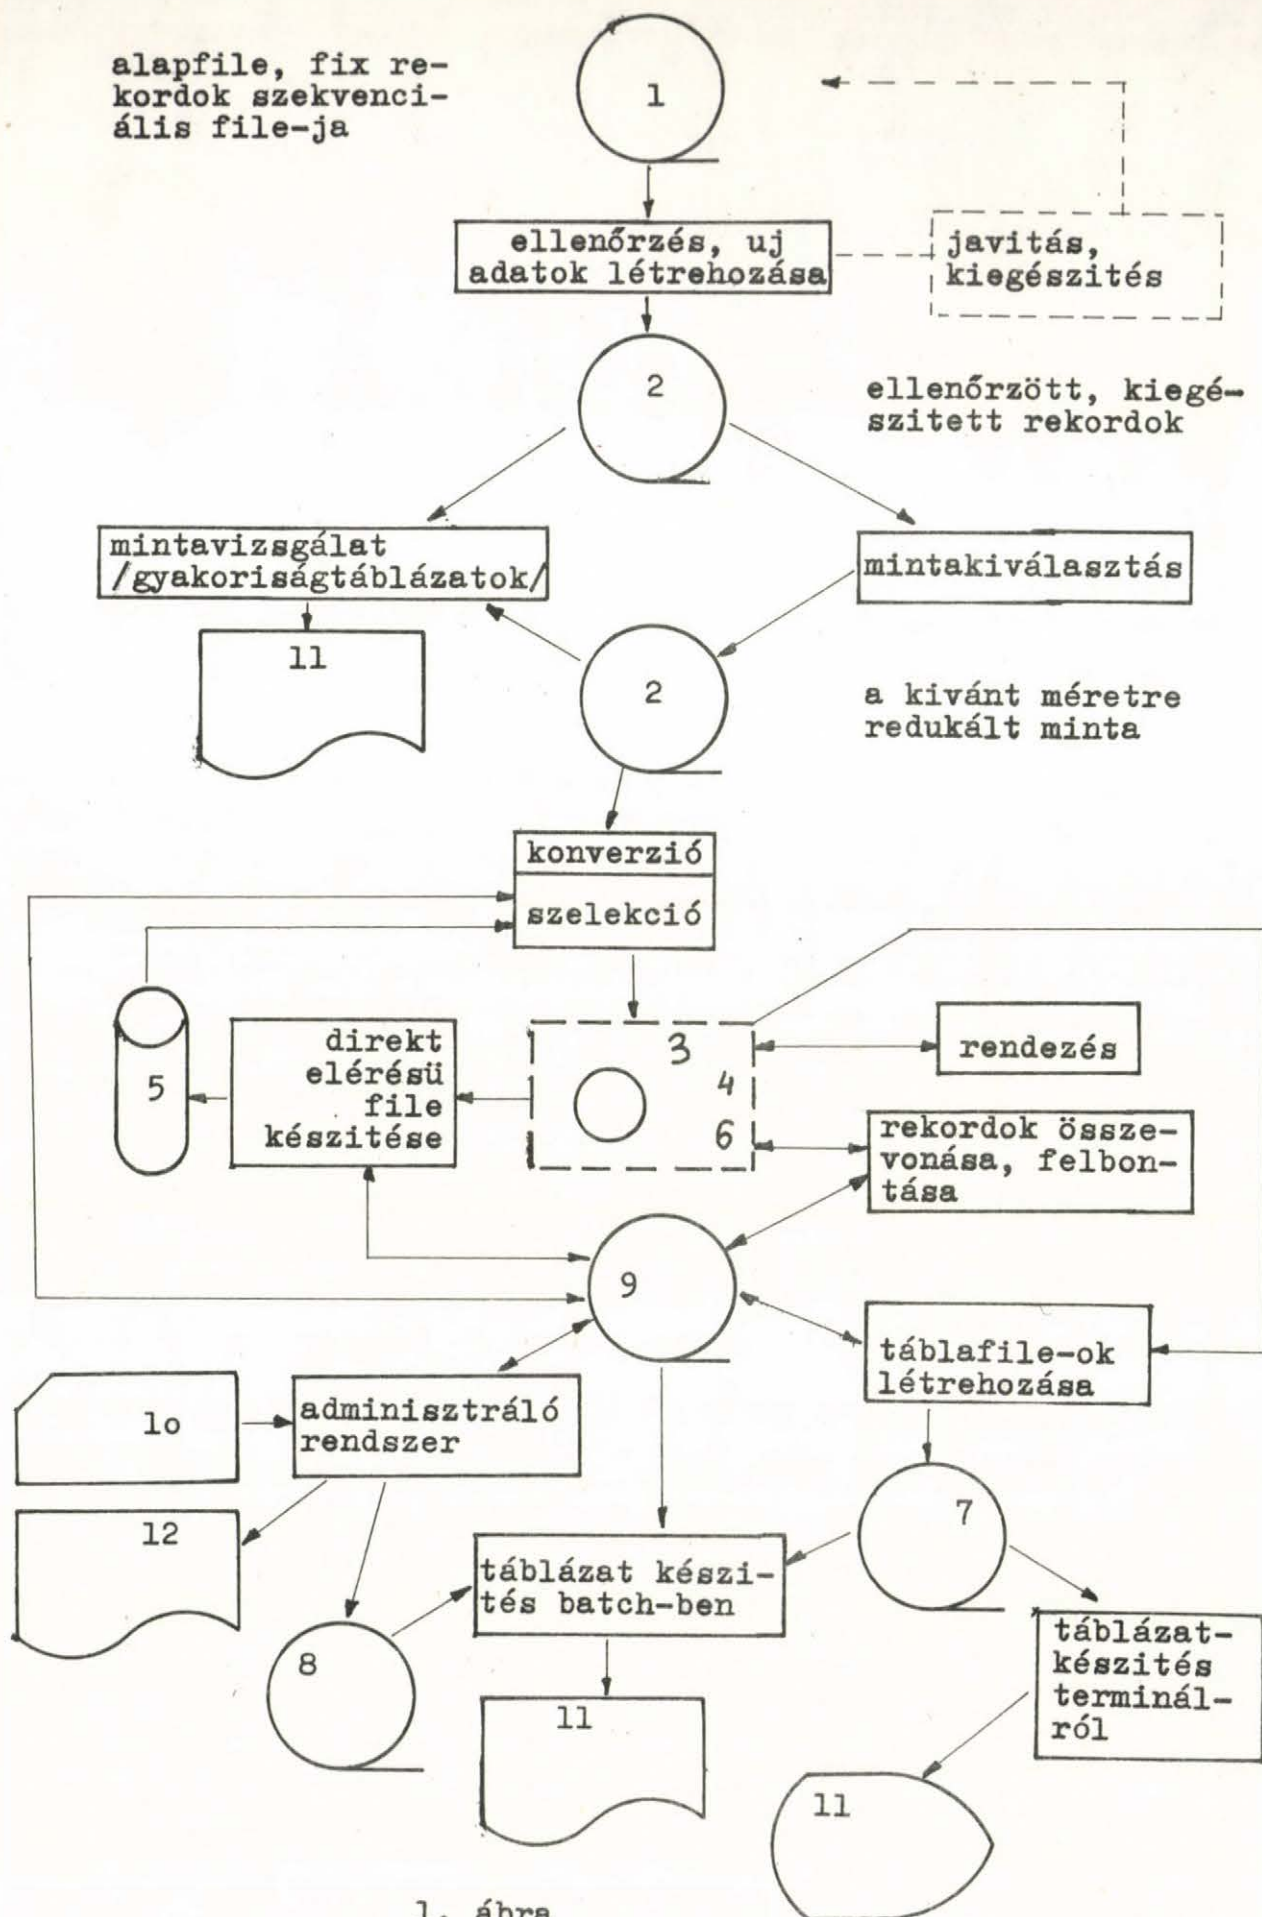 alapfile, fix re-
kordok szekvenci-
ális file-ja
1
ellenőrzés, uj
adatok létrehozása
javitás,
kiegészités
2
ellenőrzött, kiegé-
szitett rekordok
mintavizsgálat
/gyakoriságtáblázatok/
mintakiválasztás
11
2
a kivánt méretre
redukált minta
konverzió
szelekció
direkt
elérésü
file
készitése
5
3
4
6
rendezés
rekordok össze-
vonása, felbon-
tása
9
táblafile-ok
létrehozása
lo
adminisztráló
rendszer
12
7
táblázat készi-
tés batch-ben
8
táblázat-
készités
terminál-
ról
11
11
1. ábra